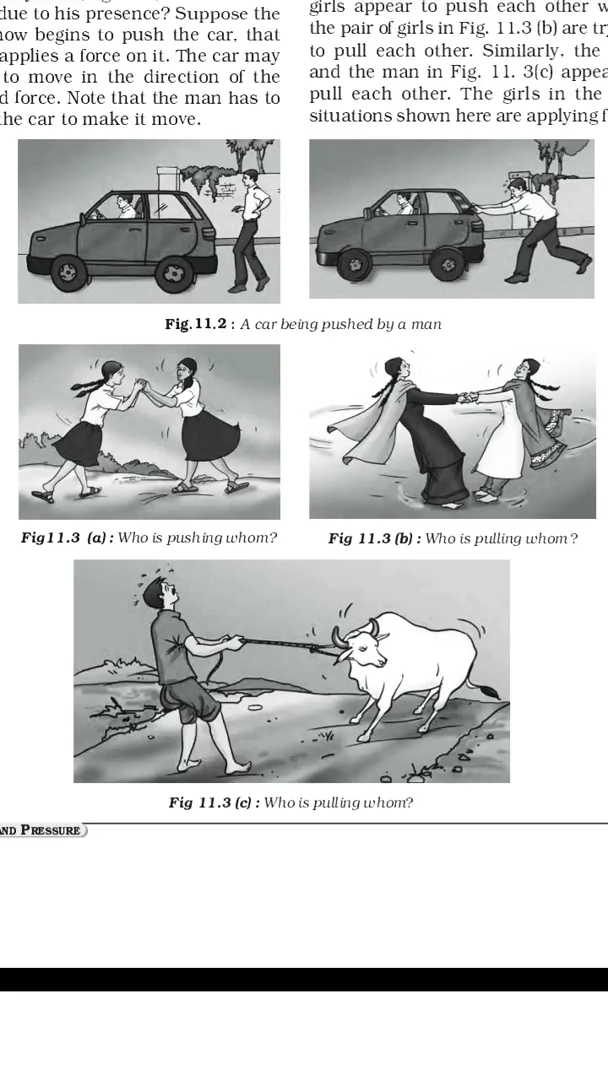 due to his presence? Suppose the
now begins to push the car, that
applies a force on it. The car may
to move in the direction of the
d force. Note that the man has to
the car to make it move.
girls appear to push each other w
the pair of girls in Fig. 11.3 (b) are try
to pull each other. Similarly, the
and the man in Fig. 11. 3(c) appea
pull each other. The girls in the
situations shown here are applying f
Fig. 11.2 : A car being pushed by a man
Fig11.3 (a) : Who is pushing whom?
Fig 11.3 (b) : Who is pulling whom?
Fig 11.3 (c) : Who is pulling whom?
AND PRESSURE